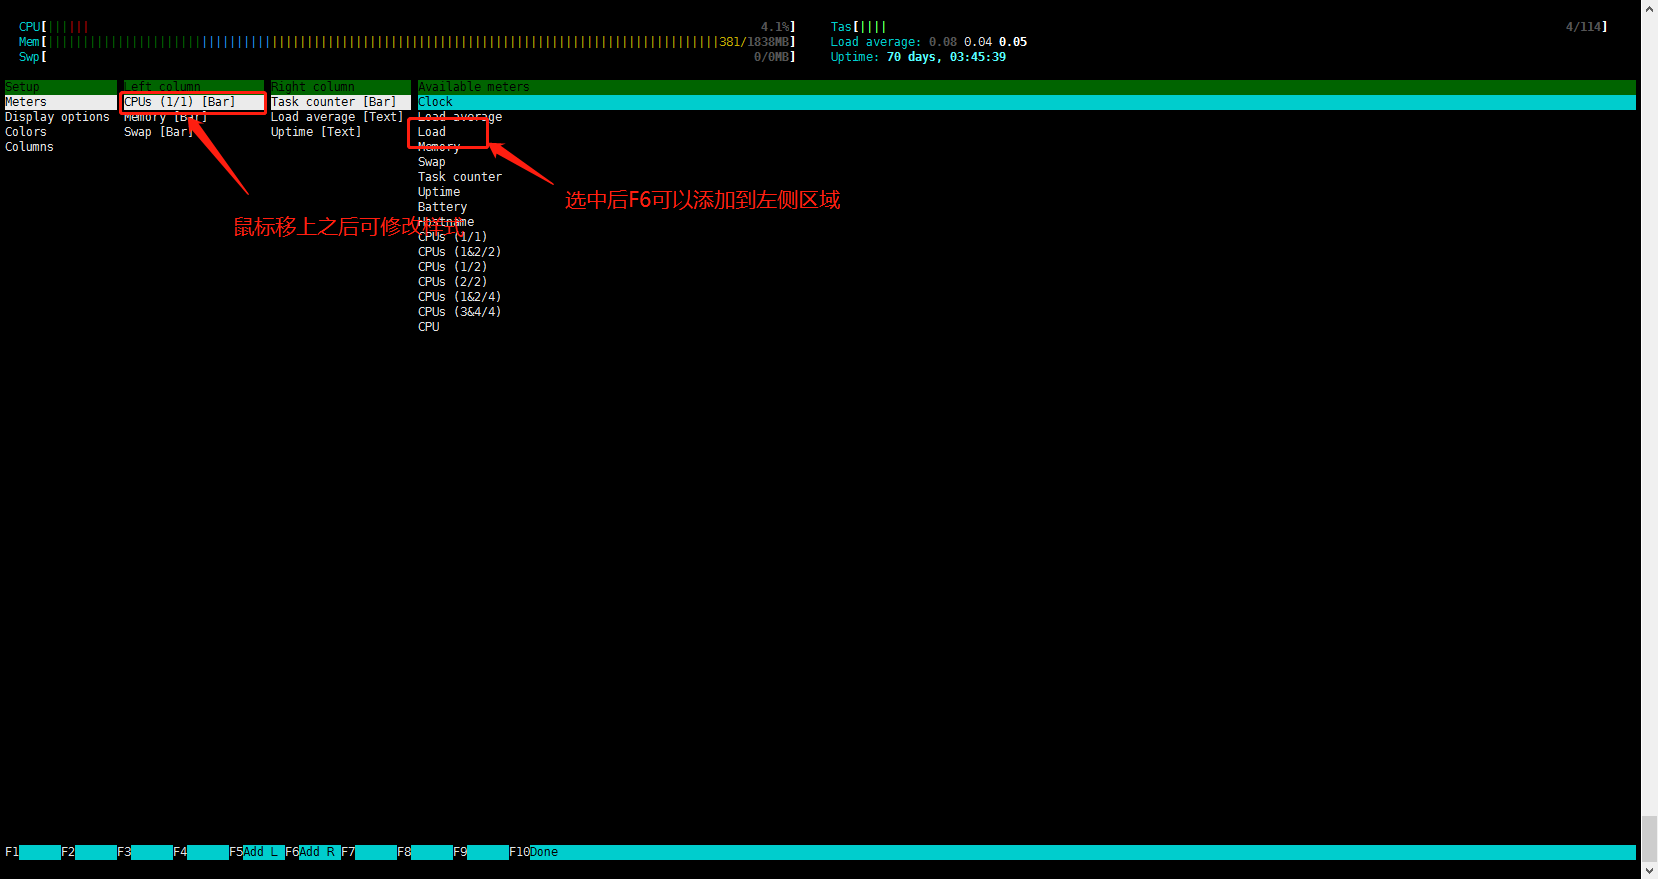 CPU[|||||| 4.1%] Tas[|||| 4/114]
Mem[||||||||||||||||||||||||||||||||||||||||||||||||||||||||||||||||||||||||||||||||||||||||||||||||381/1838MB] Load average: 0.08 0.04 0.05
Swp[ 0/0MB] Uptime: 70 days, 03:45:39
Setup Left column Right column Available meters
Meters CPUs (1/1) [Bar] Task counter [Bar] Clock
Display options Memory [Bar] Load average [Text] Load average
Colors Swap [Bar] Uptime [Text] Load
Columns Memory
Swap
Task counter
Uptime
选中后F6可以添加到左侧区域
Battery
Hostname
鼠标移上之后可修改样式
CPUs (1/1)
CPUs (1&2/2)
CPUs (1/2)
CPUs (2/2)
CPUs (1&2/4)
CPUs (3&4/4)
CPU
F1 F2 F3 F4 F5Add L F6Add R F7 F8 F9 F10Done